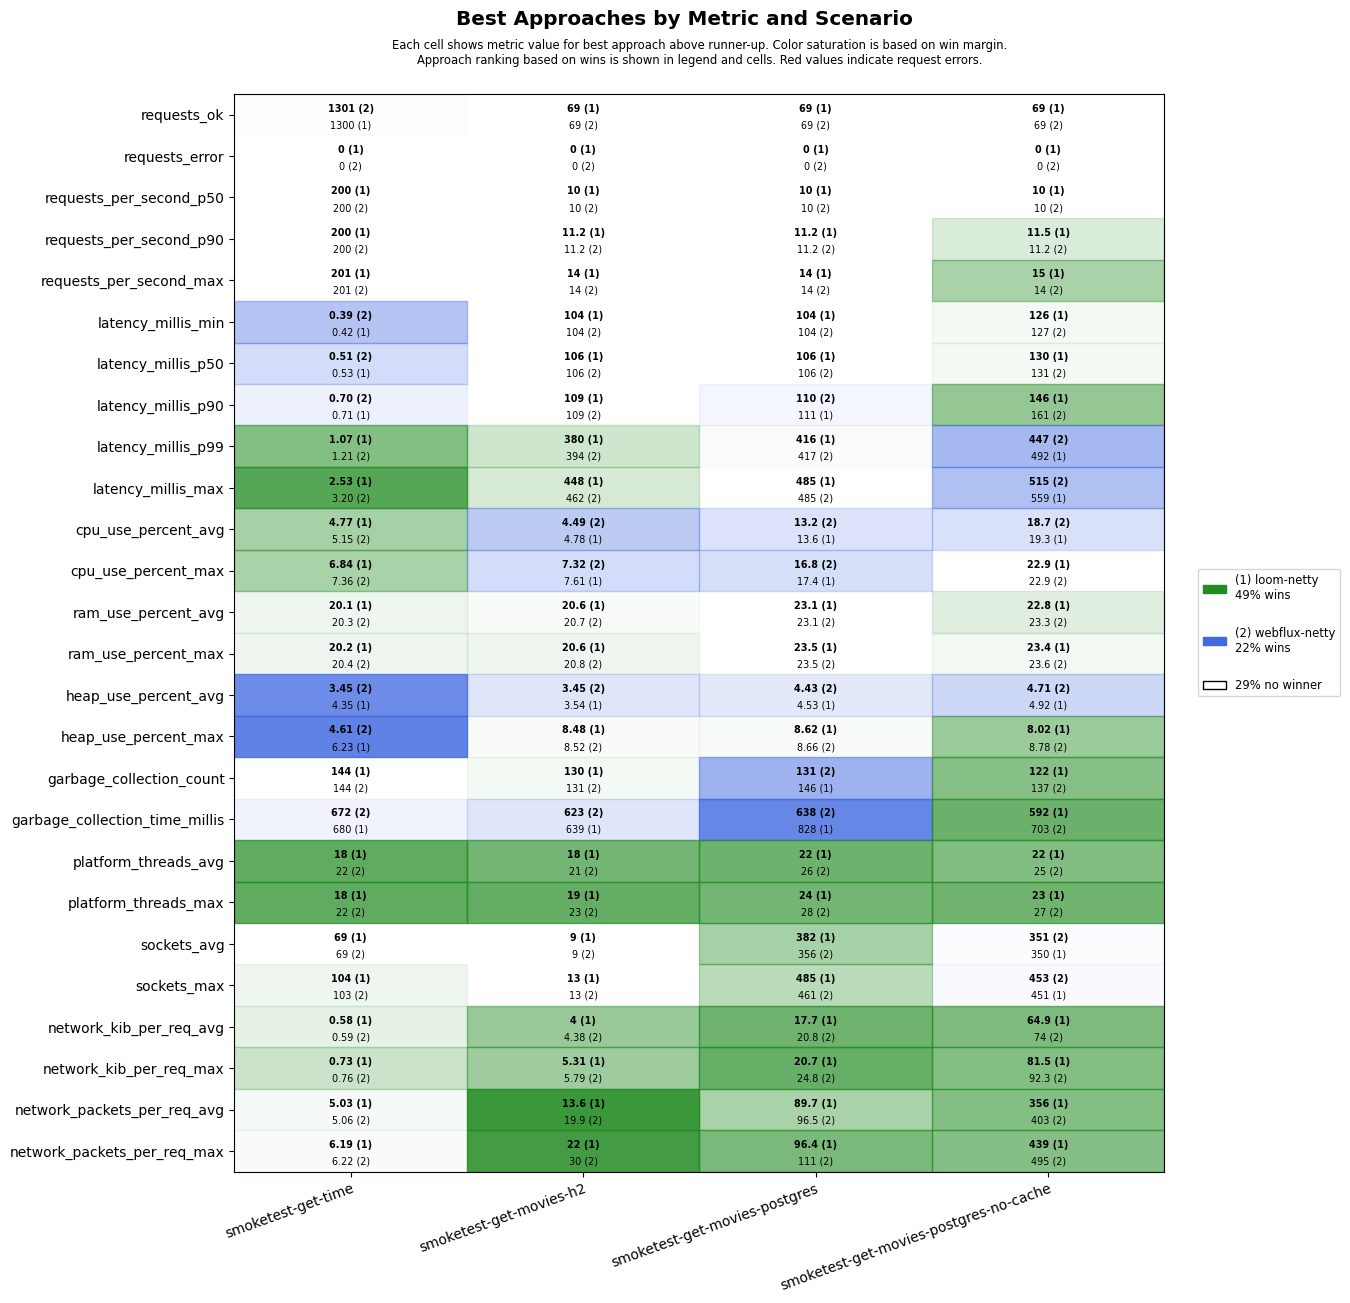 Best Approaches by Metric and Scenario
Each cell shows metric value for best approach above runner-up. Color saturation is based on win margin.
Approach ranking based on wins is shown in legend and cells. Red values indicate request errors.
requests_ok
1301 (2) 69 (1) 69 (1) 69 (1)
1300 (1) 69 (2) 69 (2) 69 (2)
requests_error
0 (1) 0 (1) 0 (1) 0 (1)
0 (2) 0 (2) 0 (2) 0 (2)
requests_per_second_p50
200 (1) 10 (1) 10 (1) 10 (1)
200 (2) 10 (2) 10 (2) 10 (2)
requests_per_second_p90
200 (1) 11.2 (1) 11.2 (1) 11.5 (1)
200 (2) 11.2 (2) 11.2 (2) 11.2 (2)
requests_per_second_max
201 (1) 14 (1) 14 (1) 15 (1)
201 (2) 14 (2) 14 (2) 14 (2)
latency_millis_min
0.39 (2) 104 (1) 104 (1) 126 (1)
0.42 (1) 104 (2) 104 (2) 127 (2)
latency_millis_p50
0.51 (2) 106 (1) 106 (1) 130 (1)
0.53 (1) 106 (2) 106 (2) 131 (2)
latency_millis_p90
0.70 (2) 109 (1) 110 (2) 146 (1)
0.71 (1) 109 (2) 111 (1) 161 (2)
latency_millis_p99
1.07 (1) 380 (1) 416 (1) 447 (2)
1.21 (2) 394 (2) 417 (2) 492 (1)
latency_millis_max
2.53 (1) 448 (1) 485 (1) 515 (2)
3.20 (2) 462 (2) 485 (2) 559 (1)
cpu_use_percent_avg
4.77 (1) 4.49 (2) 13.2 (2) 18.7 (2)
5.15 (2) 4.78 (1) 13.6 (1) 19.3 (1)
cpu_use_percent_max
6.84 (1) 7.32 (2) 16.8 (2) 22.9 (1)
7.36 (2) 7.61 (1) 17.4 (1) 22.9 (2)
ram_use_percent_avg
20.1 (1) 20.6 (1) 23.1 (1) 22.8 (1)
20.3 (2) 20.7 (2) 23.1 (2) 23.3 (2)
ram_use_percent_max
20.2 (1) 20.6 (1) 23.5 (1) 23.4 (1)
20.4 (2) 20.8 (2) 23.5 (2) 23.6 (2)
heap_use_percent_avg
3.45 (2) 3.45 (2) 4.43 (2) 4.71 (2)
4.35 (1) 3.54 (1) 4.53 (1) 4.92 (1)
heap_use_percent_max
4.61 (2) 8.48 (1) 8.62 (1) 8.02 (1)
6.23 (1) 8.52 (2) 8.66 (2) 8.78 (2)
garbage_collection_count
144 (1) 130 (1) 131 (2) 122 (1)
144 (2) 131 (2) 146 (1) 137 (2)
garbage_collection_time_millis
672 (2) 623 (2) 638 (2) 592 (1)
680 (1) 639 (1) 828 (1) 703 (2)
platform_threads_avg
18 (1) 18 (1) 22 (1) 22 (1)
22 (2) 21 (2) 26 (2) 25 (2)
platform_threads_max
18 (1) 19 (1) 24 (1) 23 (1)
22 (2) 23 (2) 28 (2) 27 (2)
sockets_avg
69 (1) 9 (1) 382 (1) 351 (2)
69 (2) 9 (2) 356 (2) 350 (1)
sockets_max
104 (1) 13 (1) 485 (1) 453 (2)
103 (2) 13 (2) 461 (2) 451 (1)
network_kib_per_req_avg
0.58 (1) 4 (1) 17.7 (1) 64.9 (1)
0.59 (2) 4.38 (2) 20.8 (2) 74 (2)
network_kib_per_req_max
0.73 (1) 5.31 (1) 20.7 (1) 81.5 (1)
0.76 (2) 5.79 (2) 24.8 (2) 92.3 (2)
network_packets_per_req_avg
5.03 (1) 13.6 (1) 89.7 (1) 356 (1)
5.06 (2) 19.9 (2) 96.5 (2) 403 (2)
network_packets_per_req_max
6.19 (1) 22 (1) 96.4 (1) 439 (1)
6.22 (2) 30 (2) 111 (2) 495 (2)
smoketest-get-time
smoketest-get-movies-h2
smoketest-get-movies-postgres
smoketest-get-movies-postgres-no-cache
(1) loom-netty
49% wins
(2) webflux-netty
22% wins
29% no winner